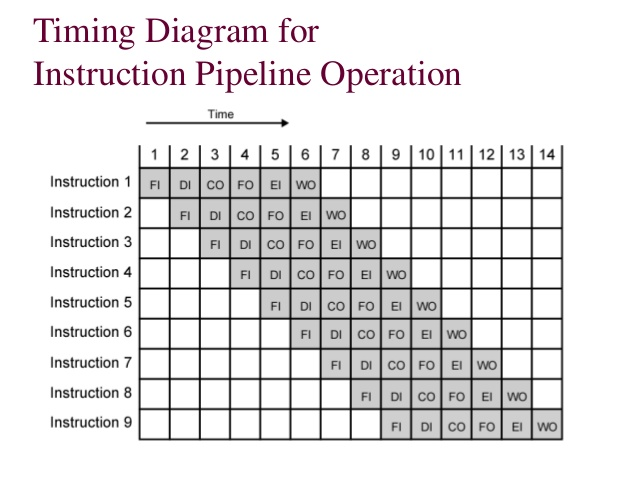 Timing Diagram for
Instruction Pipeline Operation
Time
1 2 3 4 5 6 7 8 9 10 11 12 13 14
Instruction 1 FI DI CO FO EI WO
Instruction 2 FI DI CO FO EI WO
Instruction 3 FI DI CO FO EI WO
Instruction 4 FI DI CO FO EI WO
Instruction 5 FI DI CO FO EI WO
Instruction 6 FI DI CO FO EI WO
Instruction 7 FI DI CO FO EI WO
Instruction 8 FI DI CO FO EI WO
Instruction 9 FI DI CO FO EI WO